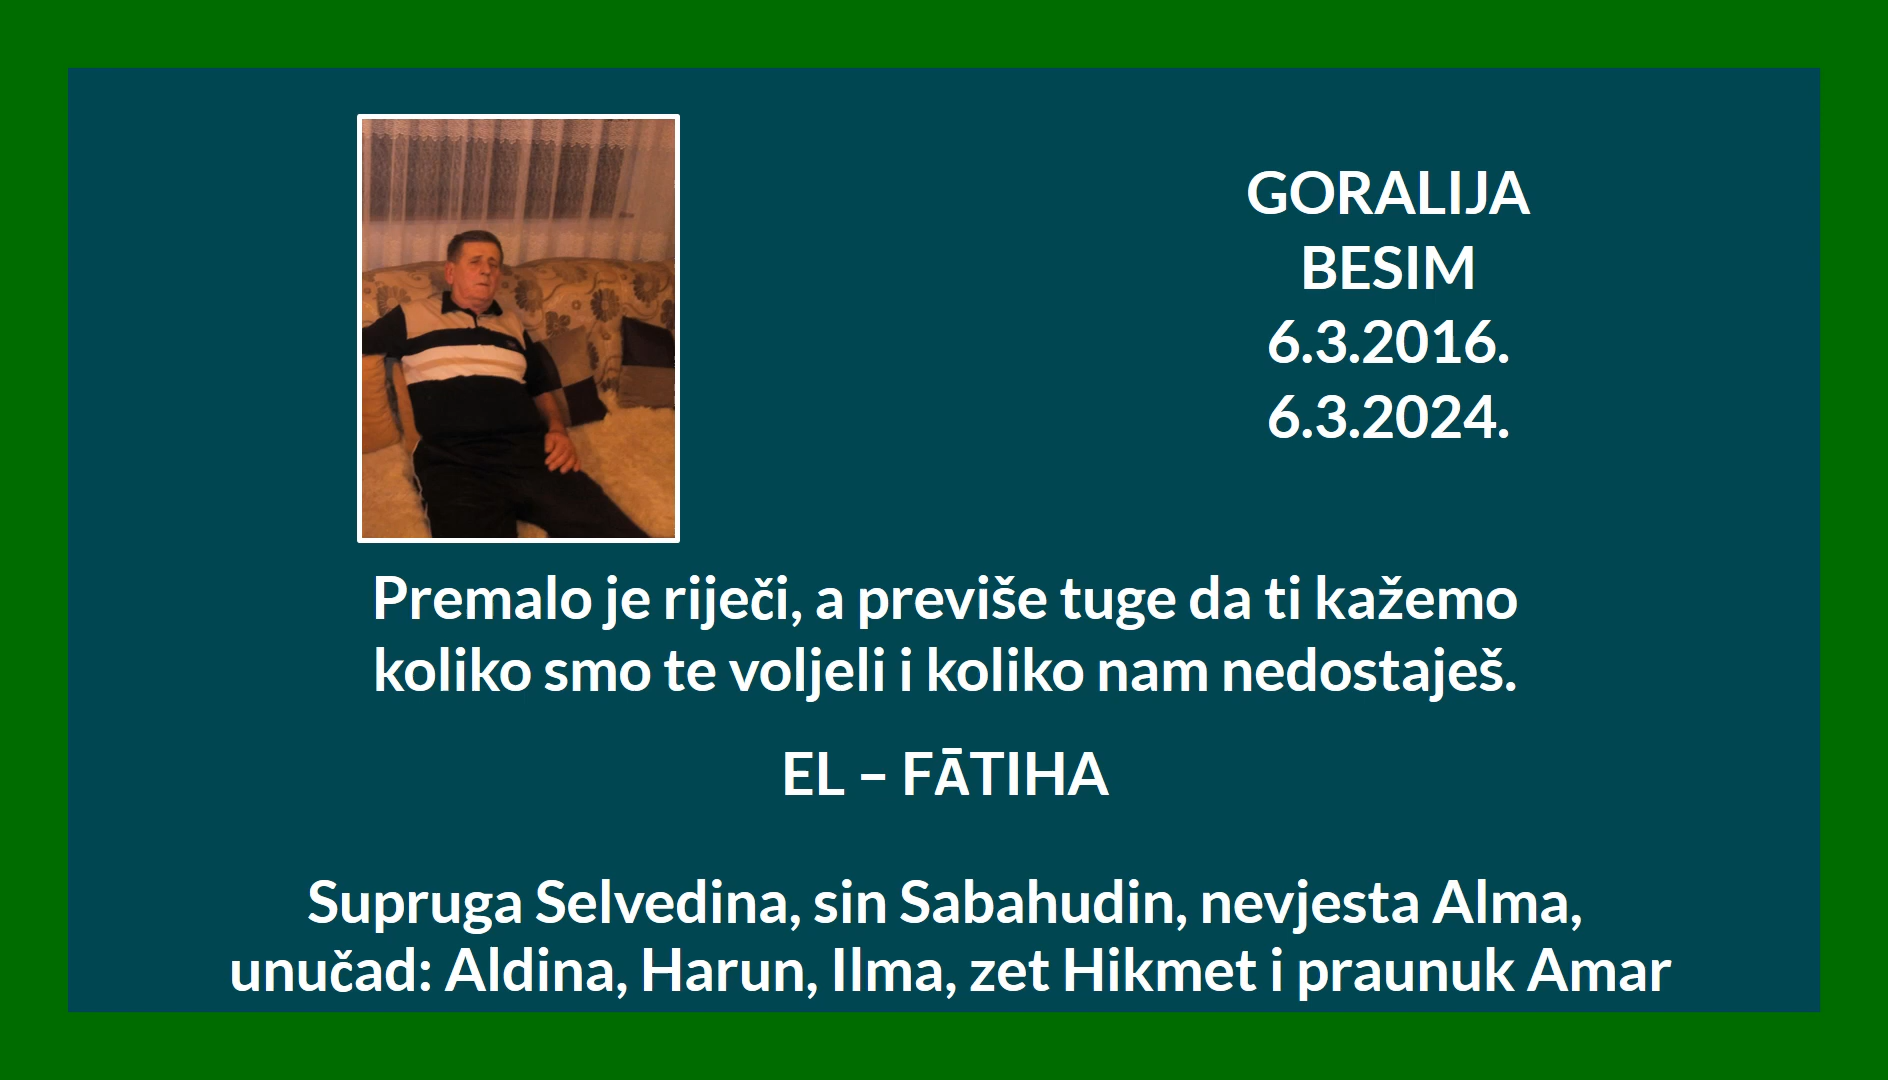 GORALIJA
BESIM
6.3.2016.
6.3.2024.
Premalo je riječi, a previše tuge da ti kažemo
koliko smo te voljeli i koliko nam nedostaješ.
EL – FĀTIHA
Supruga Selvedina, sin Sabahudin, nevjesta Alma,
unučad: Aldina, Harun, Ilma, zet Hikmet i praunuk Amar